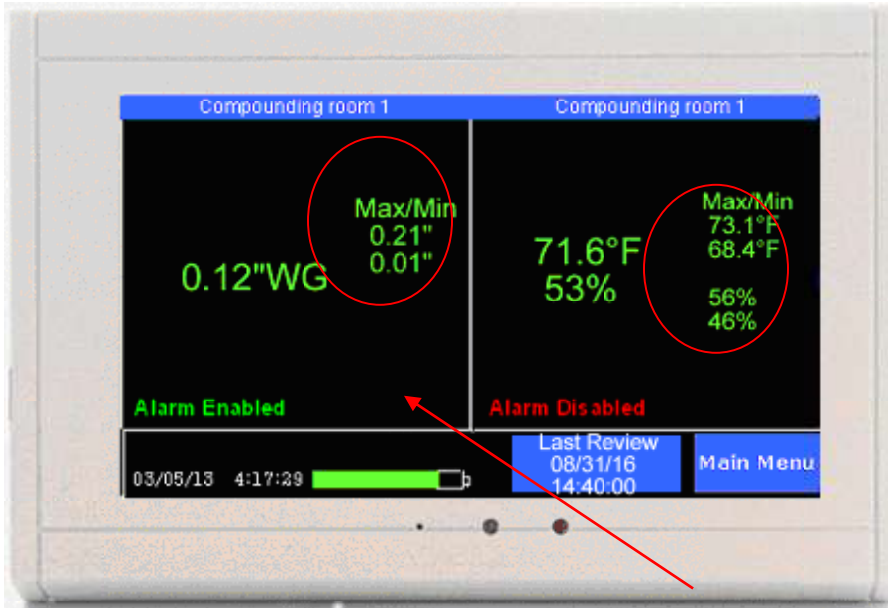 Compounding room 1
0.12"WG
Max/Min
0.21"
0.01"
Alarm Enabled
Compounding room 1
71.6°F
53%
Max/Min
73.1°F
68.4°F
56%
46%
Alarm Disabled
03/05/13 4:17:29
Last Review
08/31/16
14:40:00
Main Menu